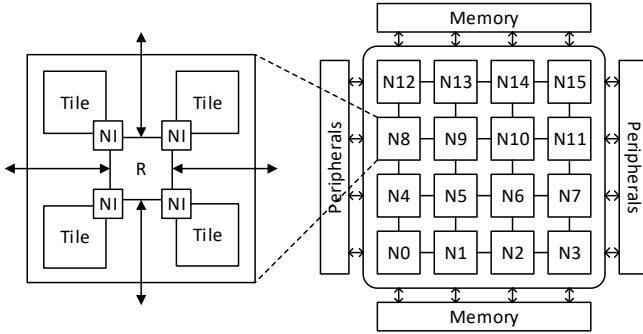 Memory
Tile Tile
NI NI
R
NI NI
Tile Tile
Peripherals
N12 N13 N14 N15
N8 N9 N10 N11
N4 N5 N6 N7
N0 N1 N2 N3
Peripherals
Memory